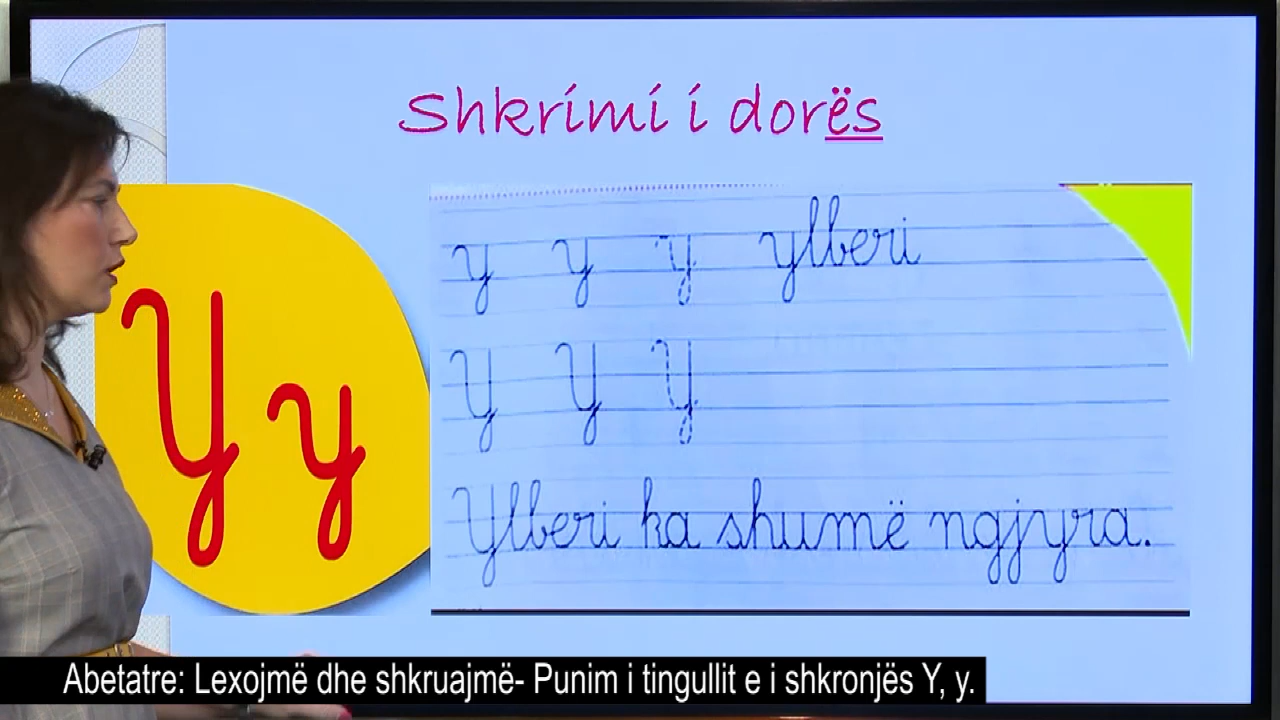 Shkrimi i dorës
Y y
y y y ylberi
Y Y Y
Ylberi ka shumë ngjyra.
Abetatre: Lexojmë dhe shkruajmë- Punim i tingullit e i shkronjës Y, y.